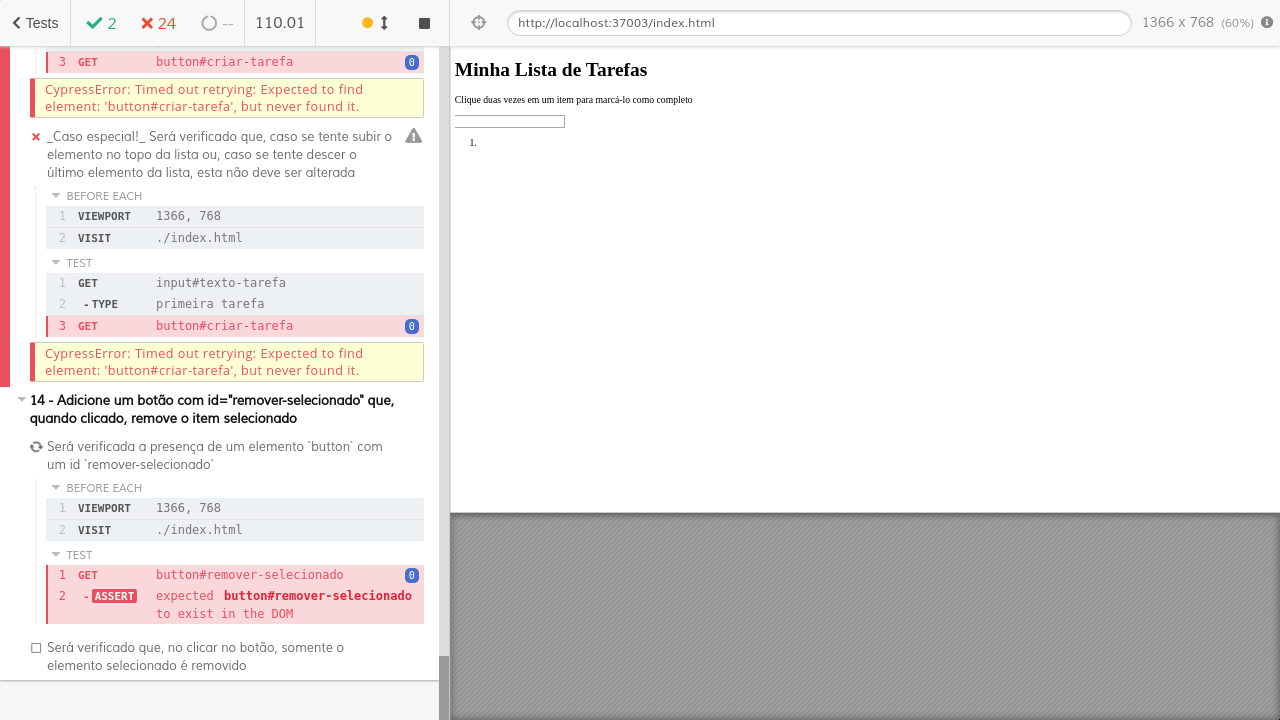 Tests 2 24 -- 110.01 http://localhost:37003/index.html 1366 x 768 (60%)
3 GET button#criar-tarefa 0
CypressError: Timed out retrying: Expected to find
element: 'button#criar-tarefa', but never found it.
_Caso especial!_ Será verificado que, caso se tente subir o
elemento no topo da lista ou, caso se tente descer o
último elemento da lista, esta não deve ser alterada
BEFORE EACH
1 VIEWPORT 1366, 768
2 VISIT ./index.html
TEST
1 GET input#texto-tarefa
2 -TYPE primeira tarefa
3 GET button#criar-tarefa 0
CypressError: Timed out retrying: Expected to find
element: 'button#criar-tarefa', but never found it.
14 - Adicione um botão com id="remover-selecionado" que,
quando clicado, remove o item selecionado
Será verificada a presença de um elemento `button` com
um id `remover-selecionado`
BEFORE EACH
1 VIEWPORT 1366, 768
2 VISIT ./index.html
TEST
1 GET button#remover-selecionado 0
2 -ASSERT expected button#remover-selecionado
to exist in the DOM
Será verificado que, no clicar no botão, somente o
elemento selecionado é removido
Minha Lista de Tarefas
Clique duas vezes em um item para marcá-lo como completo
1.